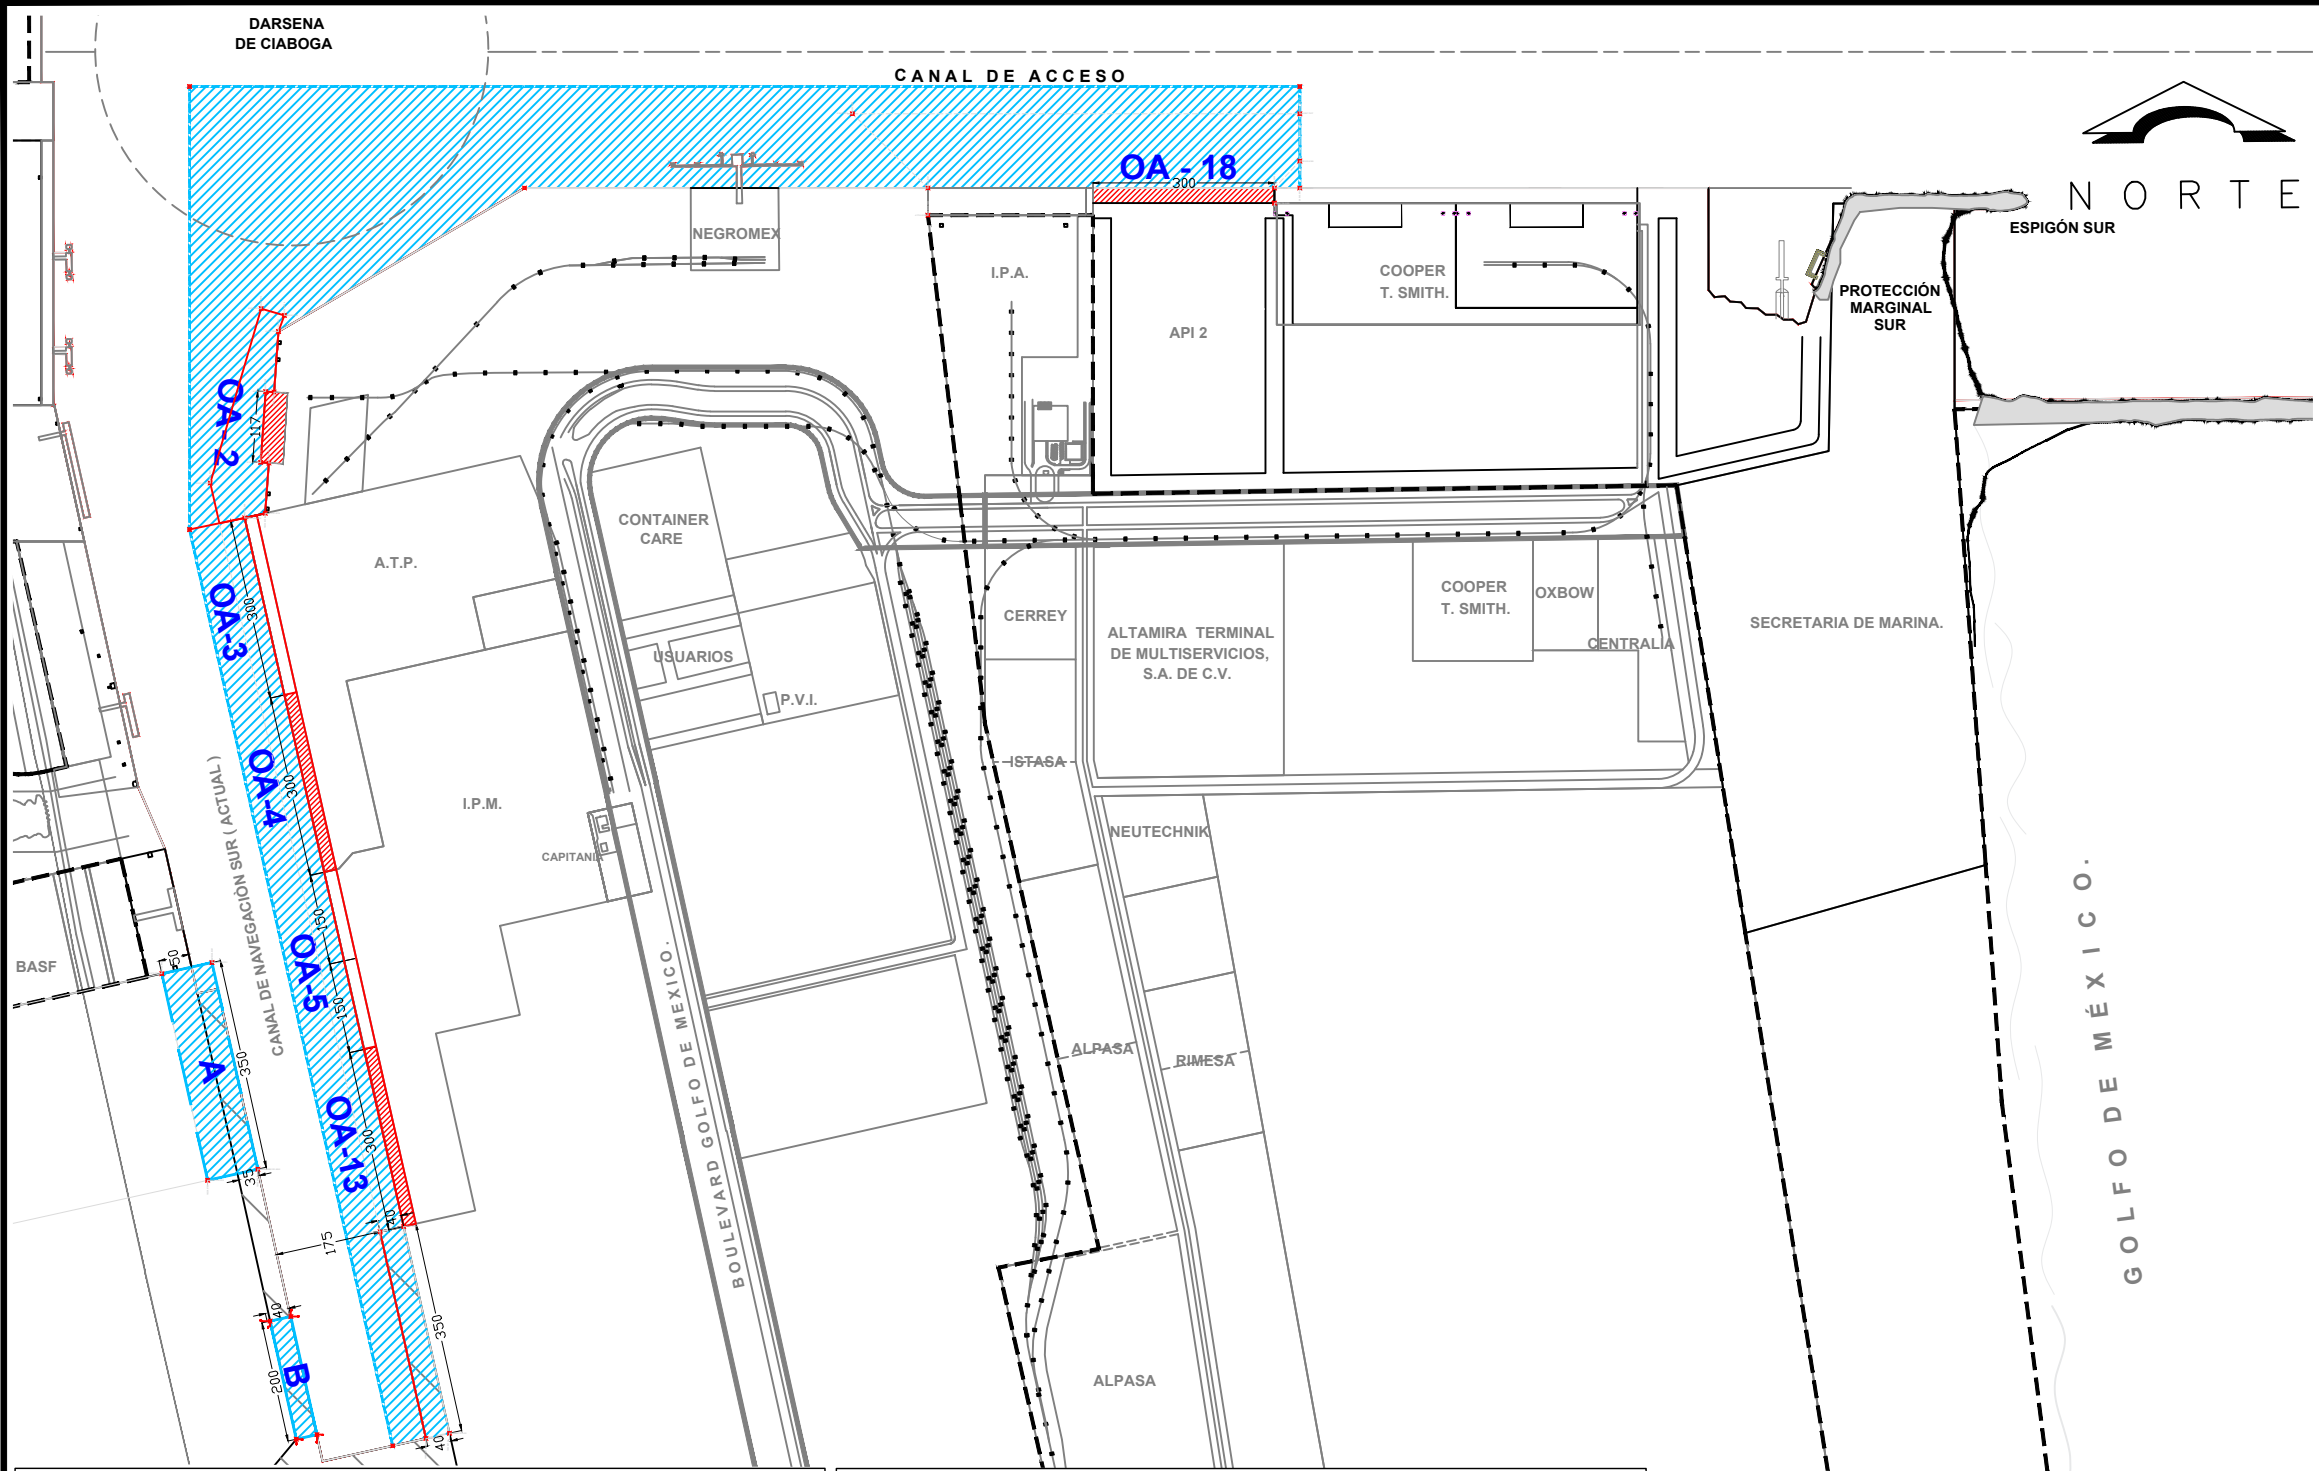 DARSENA
DE CIABOGA
CANAL DE ACCESO
NORTE
ESPIGÓN SUR
PROTECCIÓN
MARGINAL
SUR
OA - 18
300
NEGROMEX
I.P.A.
COOPER
T. SMITH.
API 2
OA - 2
117
CONTAINER
CARE
A.T.P.
OA-3
300
CERREY
ALTAMIRA TERMINAL
DE MULTISERVICIOS,
S.A. DE C.V.
COOPER
T. SMITH.
OXBOW
CENTRALIA
SECRETARIA DE MARINA.
USUARIOS
P.V.I.
ISTASA
OA-4
300
I.P.M.
CAPITANIA
NEUTECHNIK
CANAL DE NAVEGACIÓN SUR ( ACTUAL )
150
OA-5
150
BASF
50
A
350
35
OA-13
300
40
175
350
40
B
200
40
BOULEVARD GOLFO DE MEXICO.
ALPASA
RIMESA
ALPASA
GOLFO DE MÉXICO.